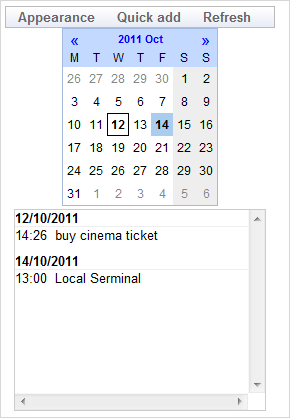 Appearance Quick add Refresh
« 2011 Oct »
M T W T F S S
26 27 28 29 30 1 2
3 4 5 6 7 8 9
10 11 12 13 14 15 16
17 18 19 20 21 22 23
24 25 26 27 28 29 30
31 1 2 3 4 5 6
12/10/2011
14:26 buy cinema ticket
14/10/2011
13:00 Local Serminal